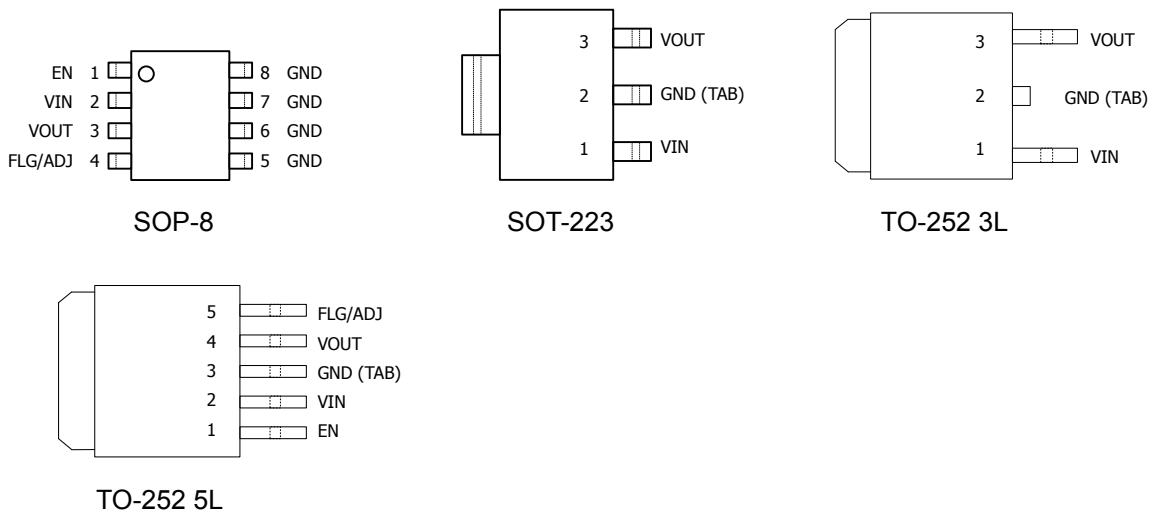 EN 1 8 GND
VIN 2 7 GND
VOUT 3 6 GND
FLG/ADJ 4 5 GND
SOP-8
3 VOUT
2 GND (TAB)
1 VIN
SOT-223
3 VOUT
2 GND (TAB)
1 VIN
TO-252 3L
5 FLG/ADJ
4 VOUT
3 GND (TAB)
2 VIN
1 EN
TO-252 5L